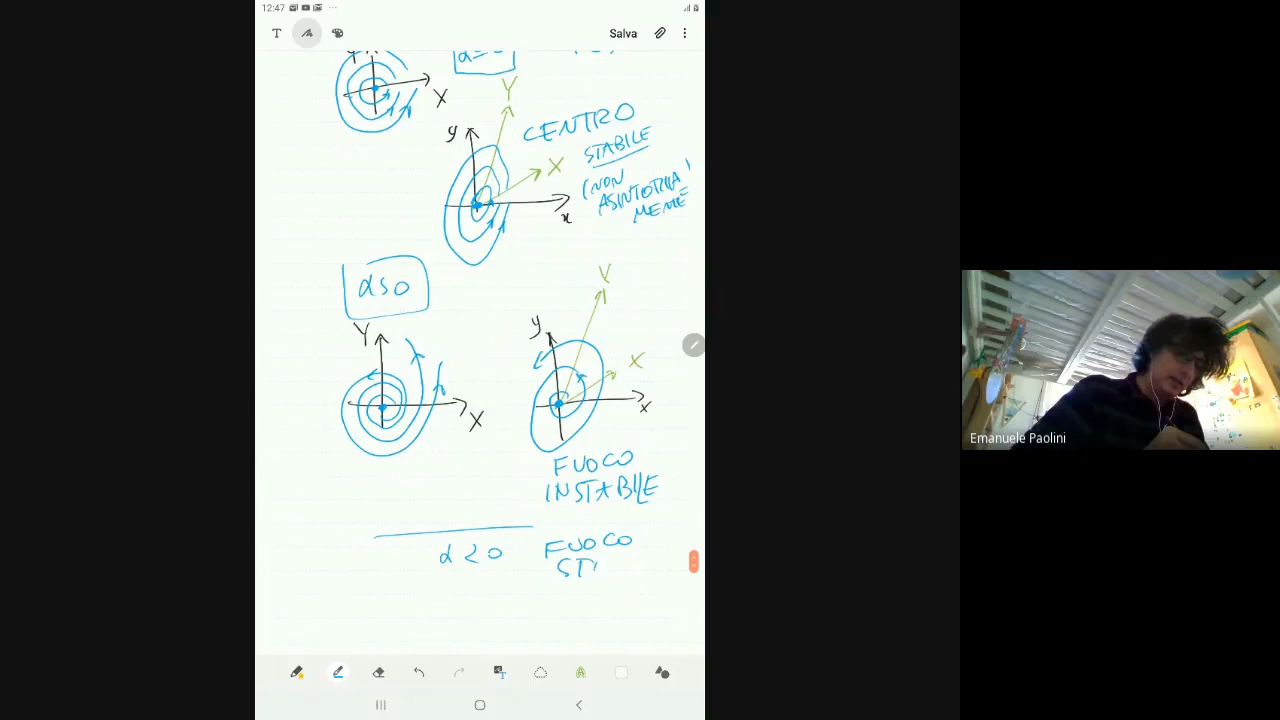 12:47
T
Salva
X
Y
y
CENTRO
STABILE
X
(NON
ASINTOTICA
MENTE
x
α>0
Y
Y
y
X
X
x
FUOCO
INSTABILE
α < 0
FUOCO
ST
Emanuele Paolini